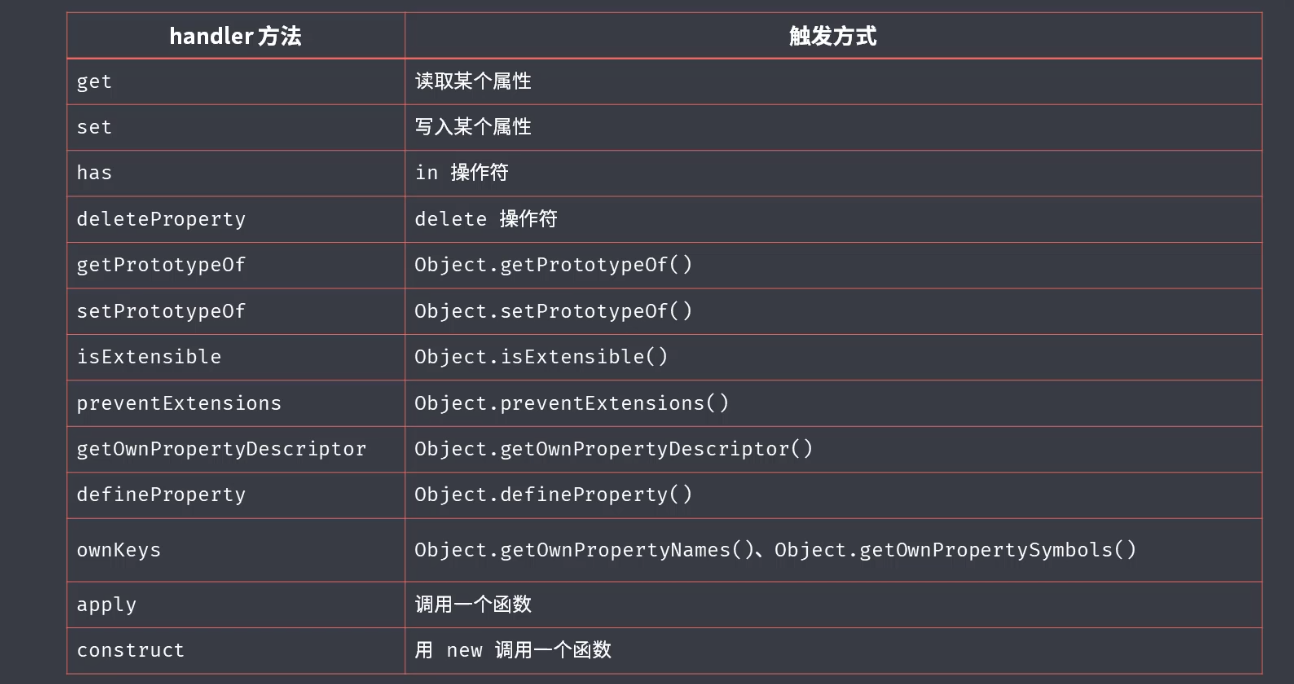 handler 方法 触发方式
get 读取某个属性
set 写入某个属性
has in 操作符
deleteProperty delete 操作符
getPrototypeOf Object.getPrototypeOf()
setPrototypeOf Object.setPrototypeOf()
isExtensible Object.isExtensible()
preventExtensions Object.preventExtensions()
getOwnPropertyDescriptor Object.getOwnPropertyDescriptor()
defineProperty Object.defineProperty()
ownKeys Object.getOwnPropertyNames()、Object.getOwnPropertySymbols()
apply 调用一个函数
construct 用 new 调用一个函数